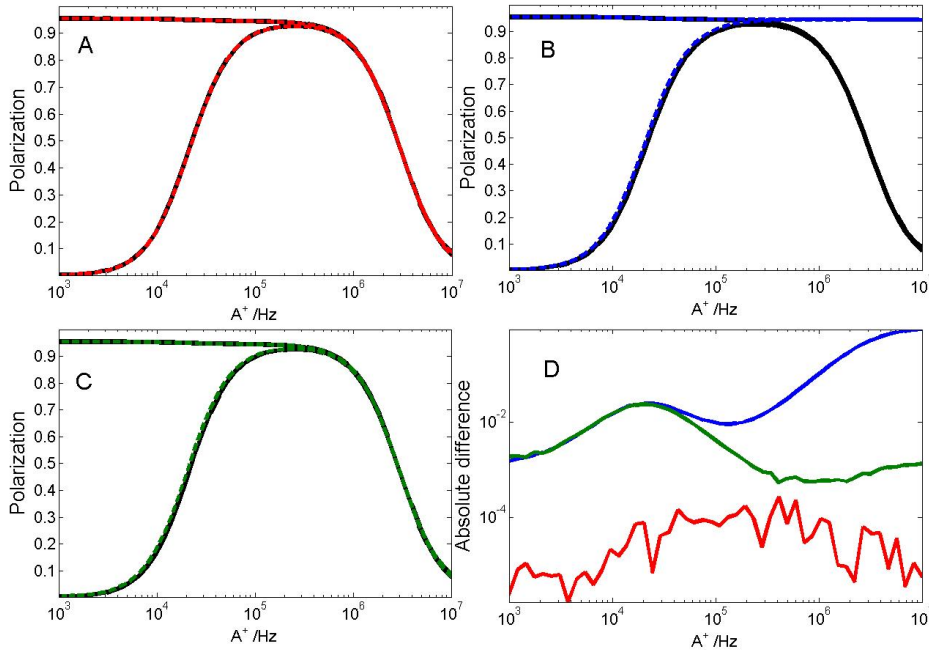 A
Polarization
0.9
0.8
0.7
0.6
0.5
0.4
0.3
0.2
0.1
10³ 10⁴ 10⁵ 10⁶ 10⁷
A⁺ /Hz
B
Polarization
0.9
0.8
0.7
0.6
0.5
0.4
0.3
0.2
0.1
10³ 10⁴ 10⁵ 10⁶ 10
A⁺ /Hz
C
Polarization
0.9
0.8
0.7
0.6
0.5
0.4
0.3
0.2
0.1
10³ 10⁴ 10⁵ 10⁶ 10⁷
A⁺ /Hz
D
Absolute difference
10⁻²
10⁻⁴
10³ 10⁴ 10⁵ 10⁶ 10
A⁺ /Hz